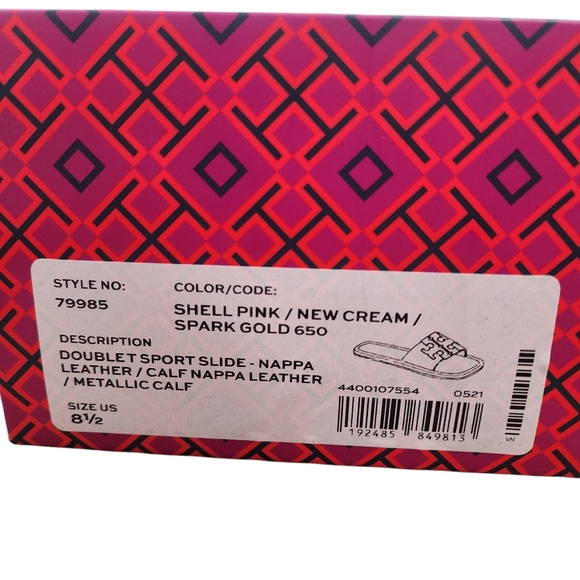 STYLE NO:
79985
COLOR/CODE:
SHELL PINK / NEW CREAM /
SPARK GOLD 650
DESCRIPTION
DOUBLE T SPORT SLIDE - NAPPA
LEATHER / CALF NAPPA LEATHER
/ METALLIC CALF
SIZE US
8½
4400107554 0521
192485 849813
VN